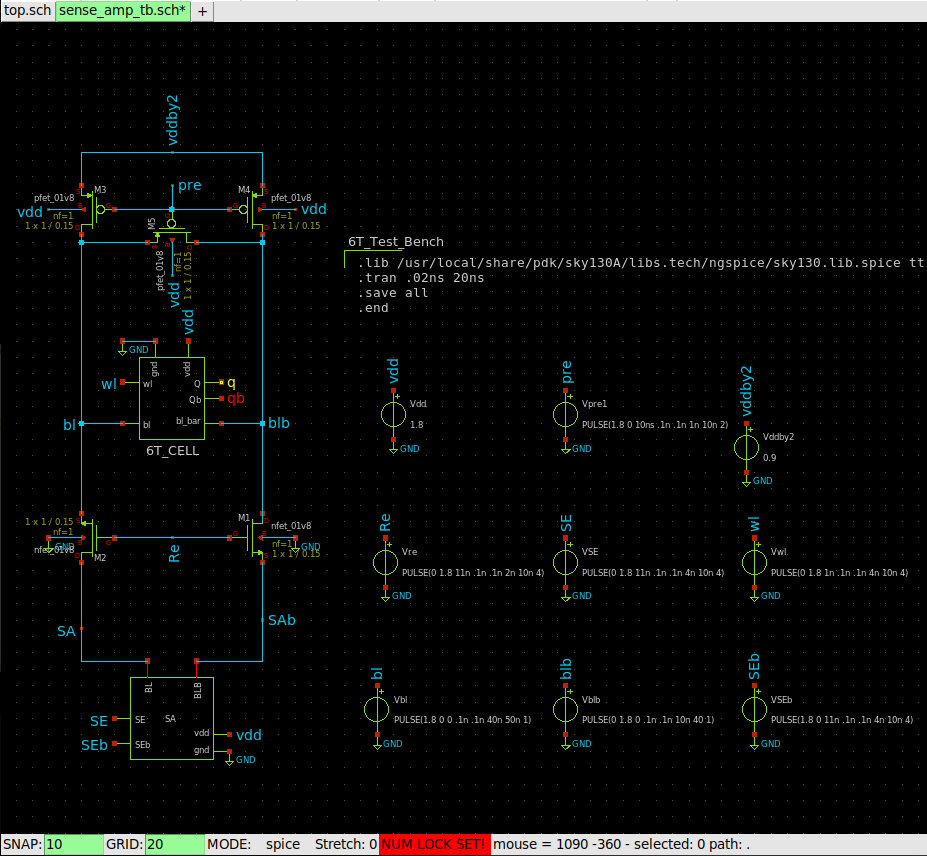 top.sch sense_amp_tb.sch* +
vddby2
M3
pre
M4
pfet_01v8
pfet_01v8
vdd
vdd
nf=1
1 x 1 / 0.15
nf=1
1 x 1 / 0.15
M5
pfet_01v8
nf=1
1 x 1 / 0.15
vdd
6T_Test_Bench
.lib /usr/local/share/pdk/sky130A/libs.tech/ngspice/sky130.lib.spice tt
.tran .02ns 20ns
.save all
.end
vdd
GND
gnd
vdd
wl
wl
Q
q
Qb
qb
bl
bl
bl_bar
blb
6T_CELL
vdd
Vdd
1.8
GND
pre
Vpre1
PULSE(1.8 0 10ns .1n .1n 1n 10n 2)
GND
vddby2
Vddby2
0.9
GND
1 x 1 / 0.15
nf=1
nfet_01v8
GND
M2
Re
M1
nfet_01v8
nf=1
1 x 1 / 0.15
GND
Re
Vre
PULSE(0 1.8 11n .1n .1n 2n 10n 4)
GND
SE
VSE
PULSE(0 1.8 11n .1n .1n 4n 10n 4)
GND
wl
Vwl
PULSE(0 1.8 1n .1n .1n 4n 10n 4)
GND
SA
SAb
BL
BLB
SE
SE
SA
SEb
SEb
vdd
vdd
gnd
GND
bl
Vbl
PULSE(1.8 0 0 .1n .1n 40n 50n 1)
GND
blb
Vblb
PULSE(0 1.8 0 .1n .1n 10n 40 1)
GND
SEb
VSEb
PULSE(1.8 0 11n .1n .1n 4n 10n 4)
GND
SNAP: 10 GRID: 20 MODE: spice Stretch: 0 NUM LOCK SET! mouse = 1090 -360 - selected: 0 path: .